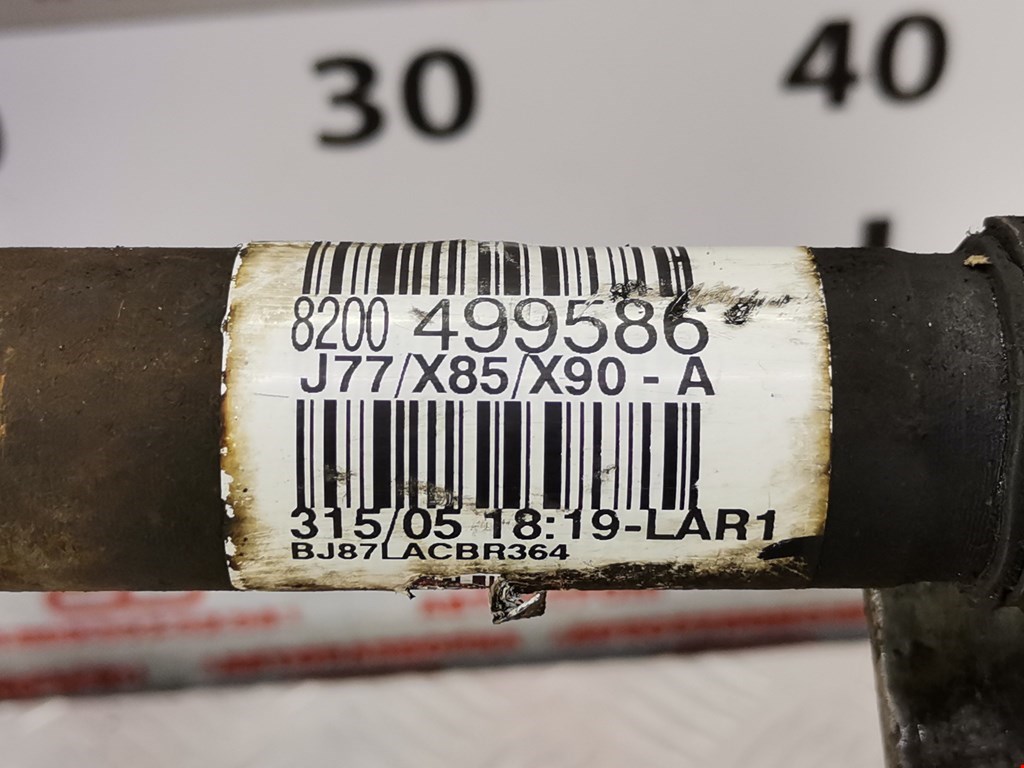 30 40
8200 499586
J77/X85/X90 - A
315/05 18:19-LAR1
BJ87LACBR364